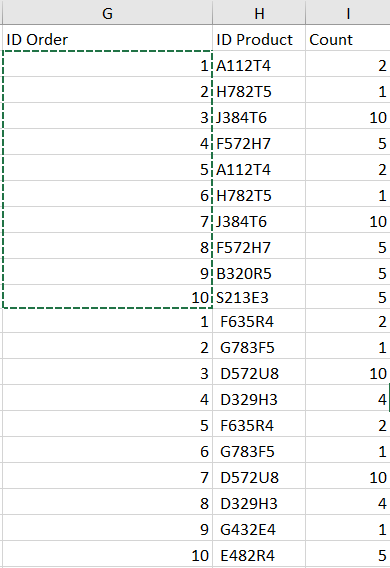 G H I
ID Order ID Product Count
1 A112T4 2
2 H782T5 1
3 J384T6 10
4 F572H7 5
5 A112T4 2
6 H782T5 1
7 J384T6 10
8 F572H7 5
9 B320R5 5
10 S213E3 5
1 F635R4 2
2 G783F5 1
3 D572U8 10
4 D329H3 4
5 F635R4 2
6 G783F5 1
7 D572U8 10
8 D329H3 4
9 G432E4 1
10 E482R4 5